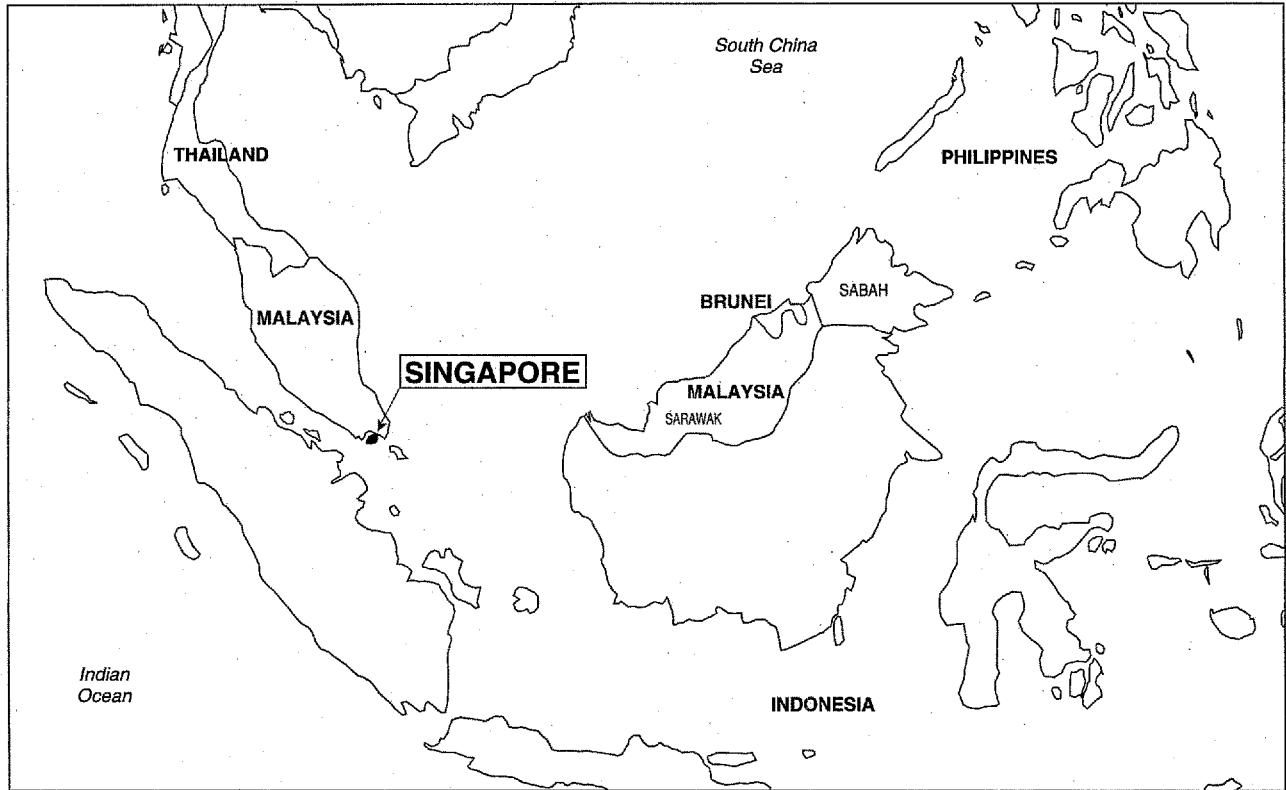 South China
Sea
THAILAND
PHILIPPINES
SABAH
BRUNEI
MALAYSIA
SINGAPORE
MALAYSIA
SARAWAK
Indian
Ocean
INDONESIA